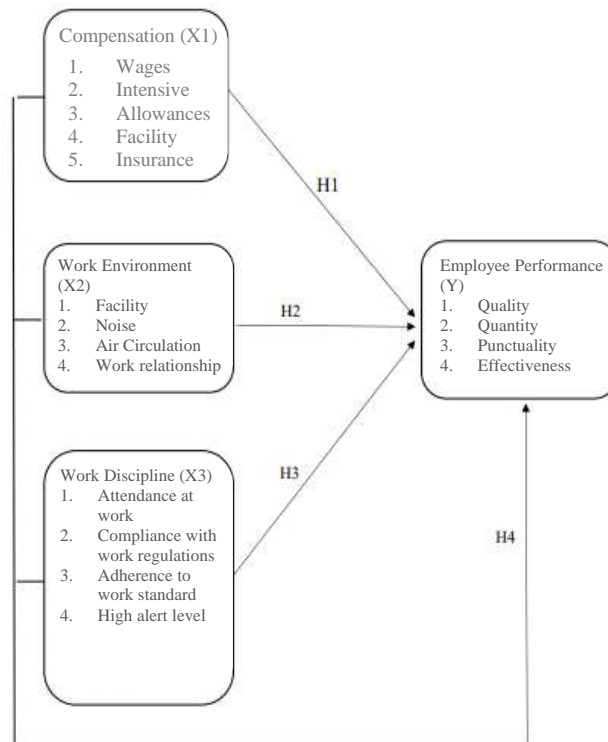 Compensation (X1)
1. Wages
2. Intensive
3. Allowances
4. Facility
5. Insurance
H1
Work Environment
(X2)
1. Facility
2. Noise
3. Air Circulation
4. Work relationship
H2
Employee Performance
(Y)
1. Quality
2. Quantity
3. Punctuality
4. Effectiveness
Work Discipline (X3)
1. Attendance at
work
2. Compliance with
work regulations
3. Adherence to
work standard
4. High alert level
H3
H4